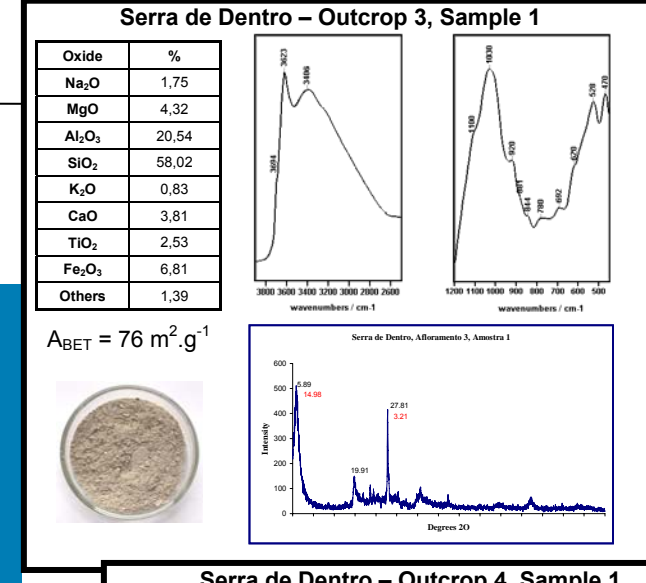 Serra de Dentro – Outcrop 3, Sample 1
Oxide %
Na₂O 1,75
MgO 4,32
Al₂O₃ 20,54
SiO₂ 58,02
K₂O 0,83
CaO 3,81
TiO₂ 2,53
Fe₂O₃ 6,81
Others 1,39
3694
3623
3406
3800 3600 3400 3200 3000 2800 2600
wavenumbers / cm-1
1100
1030
920
881
844
780
692
620
528
470
1200 1100 1000 900 800 700 600 500
wavenumbers / cm-1
A_BET = 76 m².g⁻¹
Serra de Dentro, Afloramento 3, Amostra 1
Intensity
600
500
400
300
200
100
0
5.89
14.98
19.91
27.81
3.21
Degrees 2O
Serra de Dentro – Outcrop 4, Sample 1